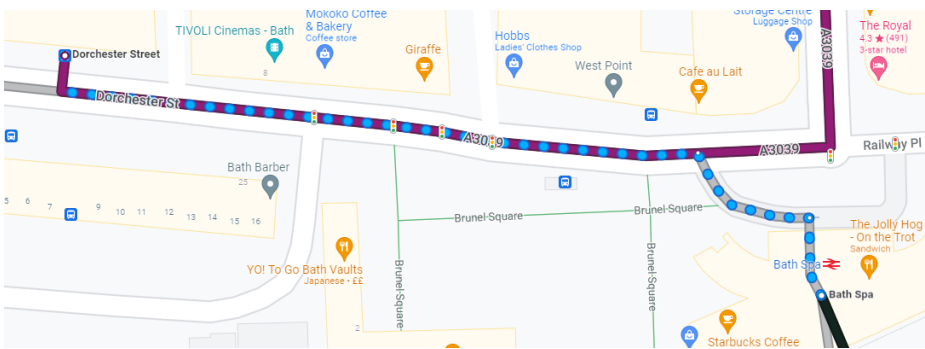 Mokoko Coffee
& Bakery
Coffee store
TIVOLI Cinemas - Bath
8
Dorchester Street
Giraffe
Hobbs
Ladies' Clothes Shop
West Point
Storage Centre
Luggage Shop
Cafe au Lait
A3039
The Royal
4.3 ★ (491)
3-star hotel
Dorchester St
A3039
A3039
Railway Pl
Bath Barber
25
5 6 7 9 10 11 12 13 14 15 16
Brunel Square
Brunel Square
Brunel Square
Brunel Square
YO! To Go Bath Vaults
Japanese • ££
The Jolly Hog
- On the Trot
Sandwich
Bath Spa
Bath Spa
2
Starbucks Coffee